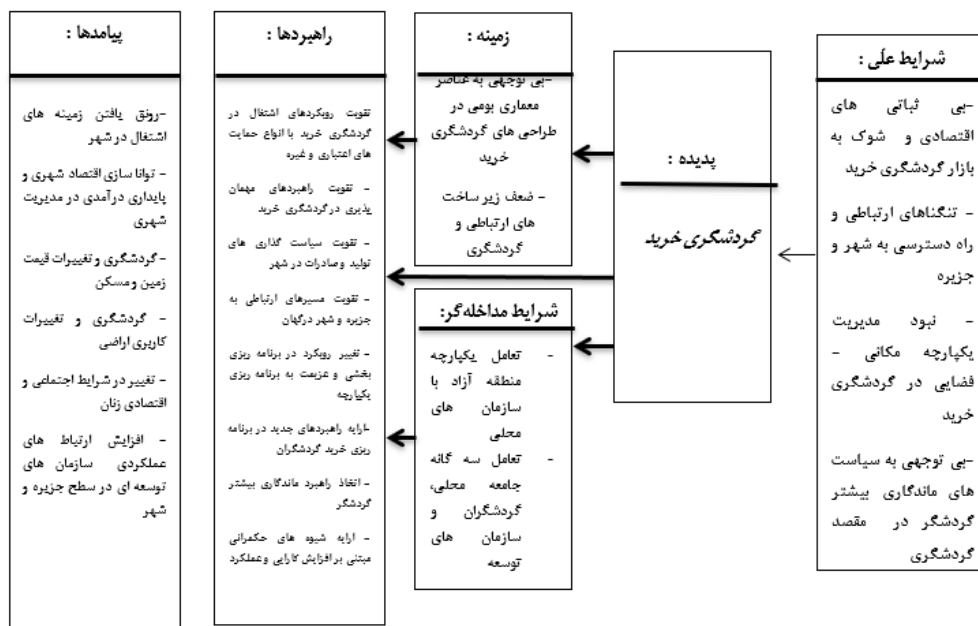 شرایط علّی :
-بی ثباتی های
اقتصادی و شوک به
بازار گردشگری خرید
- تنگناهای ارتباطی و
راه دسترسی به شهر و
جزیره
- نبود مدیریت
یکپارچه مکانی -
فضایی در گردشگری
خرید
-بی توجهی به سیاست
های ماندگاری بیشتر
گردشگر در مقصد
گردشگری
پدیده :
گردشگری خرید
زمینه :
-بی توجهی به عناصر
معماری بومی در
طراحی های گردشگری
خرید
- ضعف زیر ساخت
های ارتباطی و
گردشگری
شرایط مداخله‌گر:
- تعامل یکپارچه
منطقه آزاد با
سازمان های
محلی
- تعامل سه گانه
جامعه محلی،
گردشگران و
سازمان های
توسعه
راهبردها :
تقویت رویکردهای اشتغال در
گردشگری خرید با انواع حمایت
های اعتباری و غیره
- تقویت راهبردهای مهمان
پذیری در گردشگری خرید
- تقویت سیاست گذاری های
تولید و صادرات در شهر
- تقویت مسیرهای ارتباطی به
جزیره و شهر درگهان
- تغییر رویکرد در برنامه ریزی
بخشی و عزیمت به برنامه ریزی
یکپارچه
-ارایه راهبردهای جدید در برنامه
ریزی خرید گردشگران
- اتخاذ راهبرد ماندگاری بیشتر
گردشگر
- ارایه شیوه های حکمرانی
مبتنی بر افزایش کارایی و عملکرد
پیامدها :
-رونق یافتن زمینه های
اشتغال در شهر
- توانا سازی اقتصاد شهری و
پایداری درآمدی در مدیریت
شهری
- گردشگری و تغییرات قیمت
زمین و مسکن
- گردشگری و تغییرات
کاربری اراضی
- تغییر در شرایط اجتماعی و
اقتصادی زنان
- افزایش ارتباط های
عملکردی سازمان های
توسعه ای در سطح جزیره و
شهر